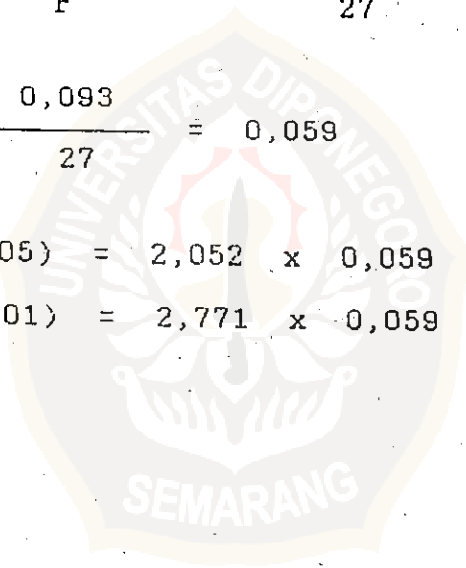 r 27
0,093
= 0,059
27
05) = 2,052 x 0,059
01) = 2,771 x 0,059
UNIVERSITAS DIPONEGORO
SEMARANG